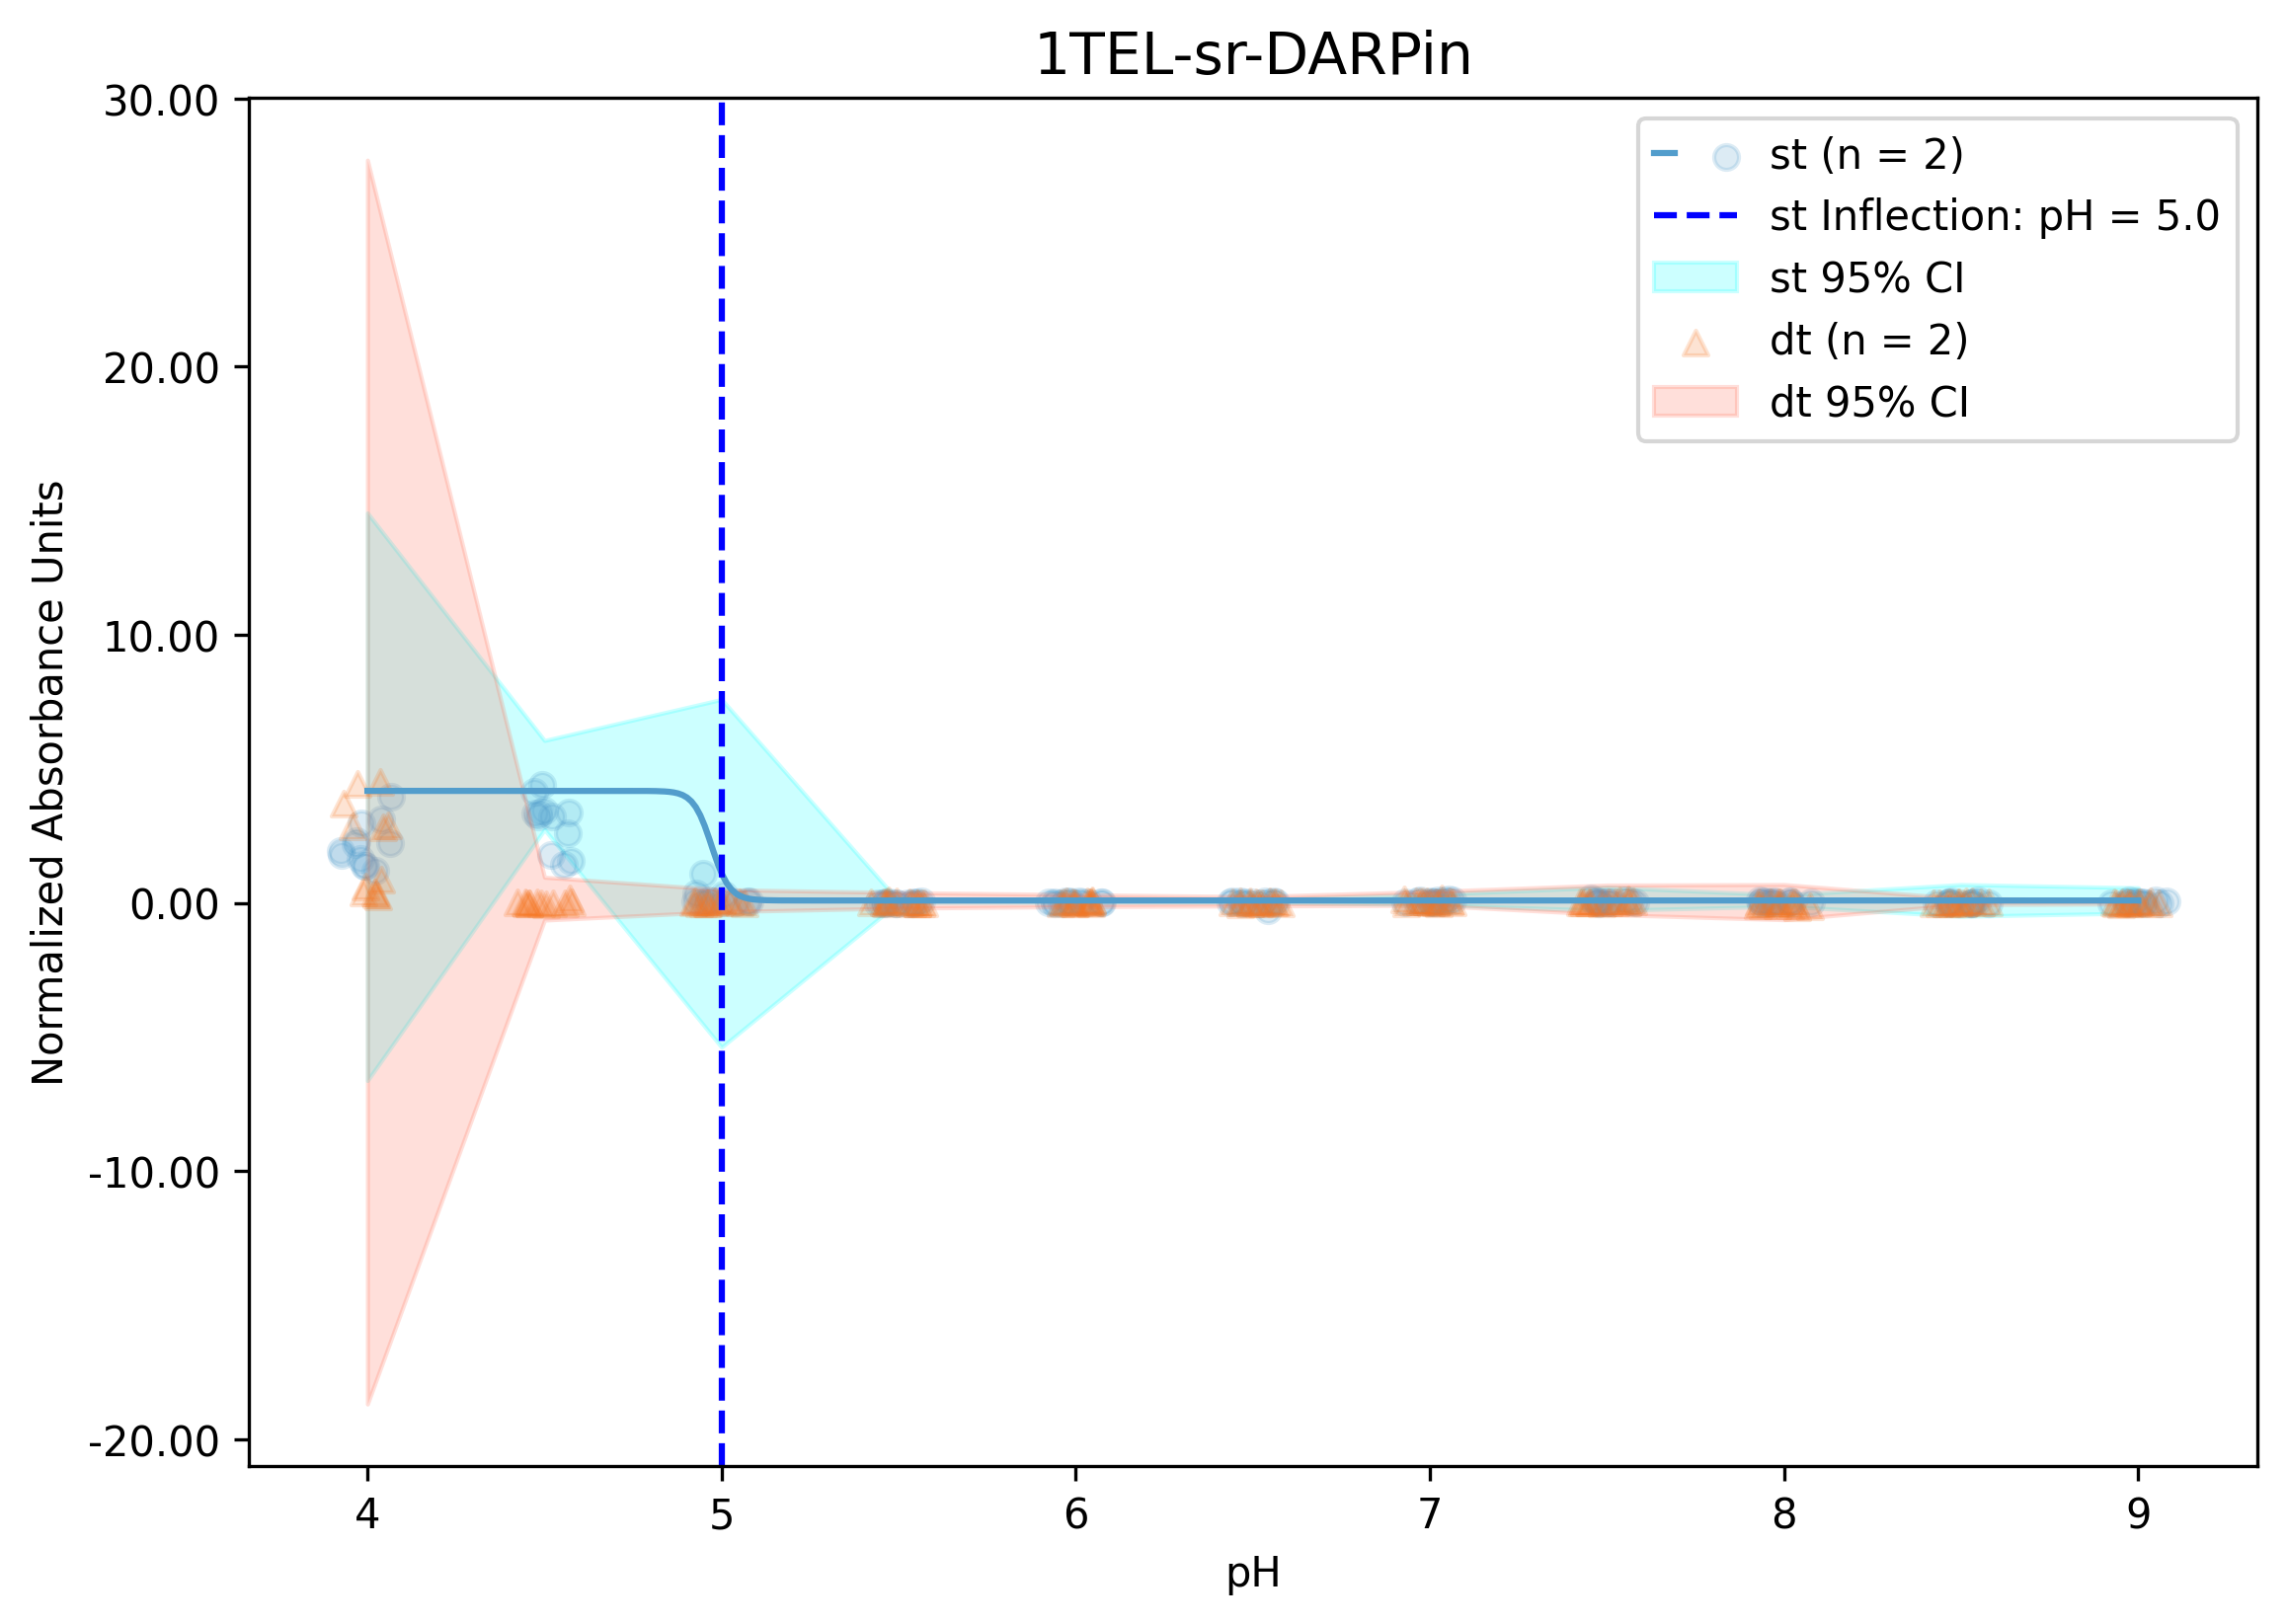 1TEL-sr-DARPin
30.00
20.00
10.00
0.00
-10.00
-20.00
Normalized Absorbance Units
st (n = 2)
st Inflection: pH = 5.0
st 95% CI
dt (n = 2)
dt 95% CI
4 5 6 7 8 9
pH